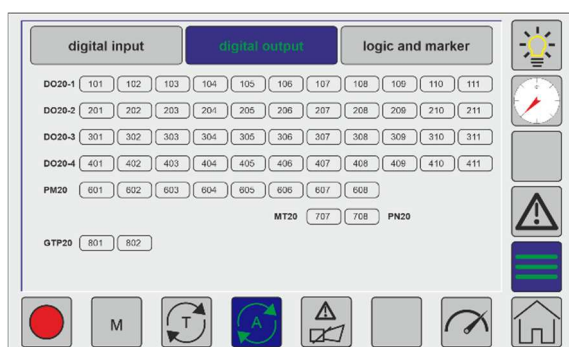 digital input digital output logic and marker
DO20-1 101 102 103 104 105 106 107 108 109 110 111
DO20-2 201 202 203 204 205 206 207 208 209 210 211
DO20-3 301 302 303 304 305 306 307 308 309 310 311
DO20-4 401 402 403 404 405 406 407 408 409 410 411
PM20 601 602 603 604 605 606 607 608
MT20 707 708 PN20
GTP20 801 802
M T A